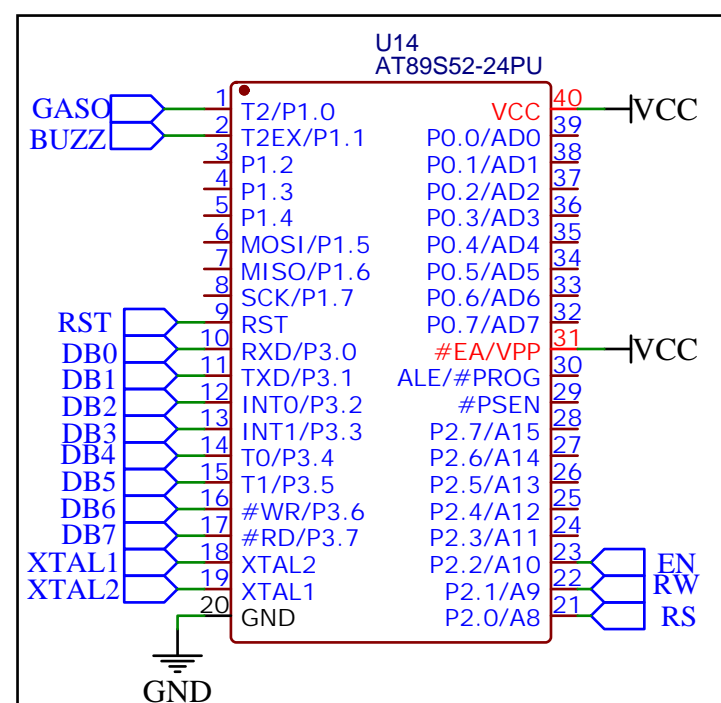 U14
AT89S52-24PU
GASO 1 T2/P1.0 VCC 40 VCC
BUZZ 2 T2EX/P1.1 P0.0/AD0 39
3 P1.2 P0.1/AD1 38
4 P1.3 P0.2/AD2 37
5 P1.4 P0.3/AD3 36
6 MOSI/P1.5 P0.4/AD4 35
7 MISO/P1.6 P0.5/AD5 34
8 SCK/P1.7 P0.6/AD6 33
RST 9 RST P0.7/AD7 32
DB0 10 RXD/P3.0 #EA/VPP 31 VCC
DB1 11 TXD/P3.1 ALE/#PROG 30
DB2 12 INT0/P3.2 #PSEN 29
DB3 13 INT1/P3.3 P2.7/A15 28
DB4 14 T0/P3.4 P2.6/A14 27
DB5 15 T1/P3.5 P2.5/A13 26
DB6 16 #WR/P3.6 P2.4/A12 25
DB7 17 #RD/P3.7 P2.3/A11 24
XTAL1 18 XTAL2 P2.2/A10 23 EN
XTAL2 19 XTAL1 P2.1/A9 22 RW
20 GND P2.0/A8 21 RS
GND